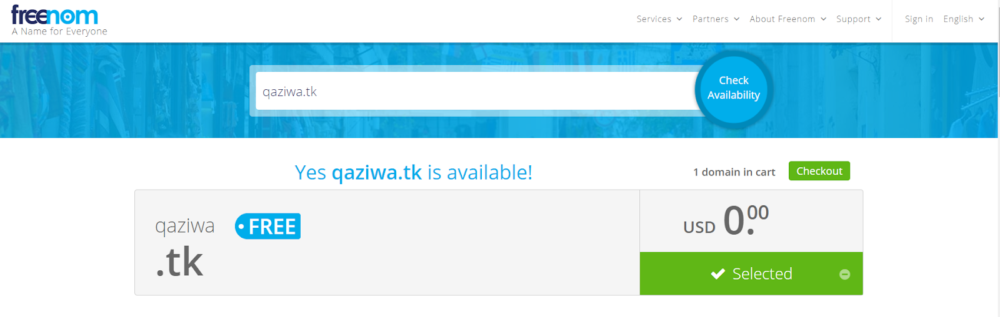 freenom
A Name for Everyone
Services Partners About Freenom Support Sign in English
qaziwa.tk
Check
Availability
Yes qaziwa.tk is available!
1 domain in cart Checkout
qaziwa FREE
.tk
USD 0.00
Selected